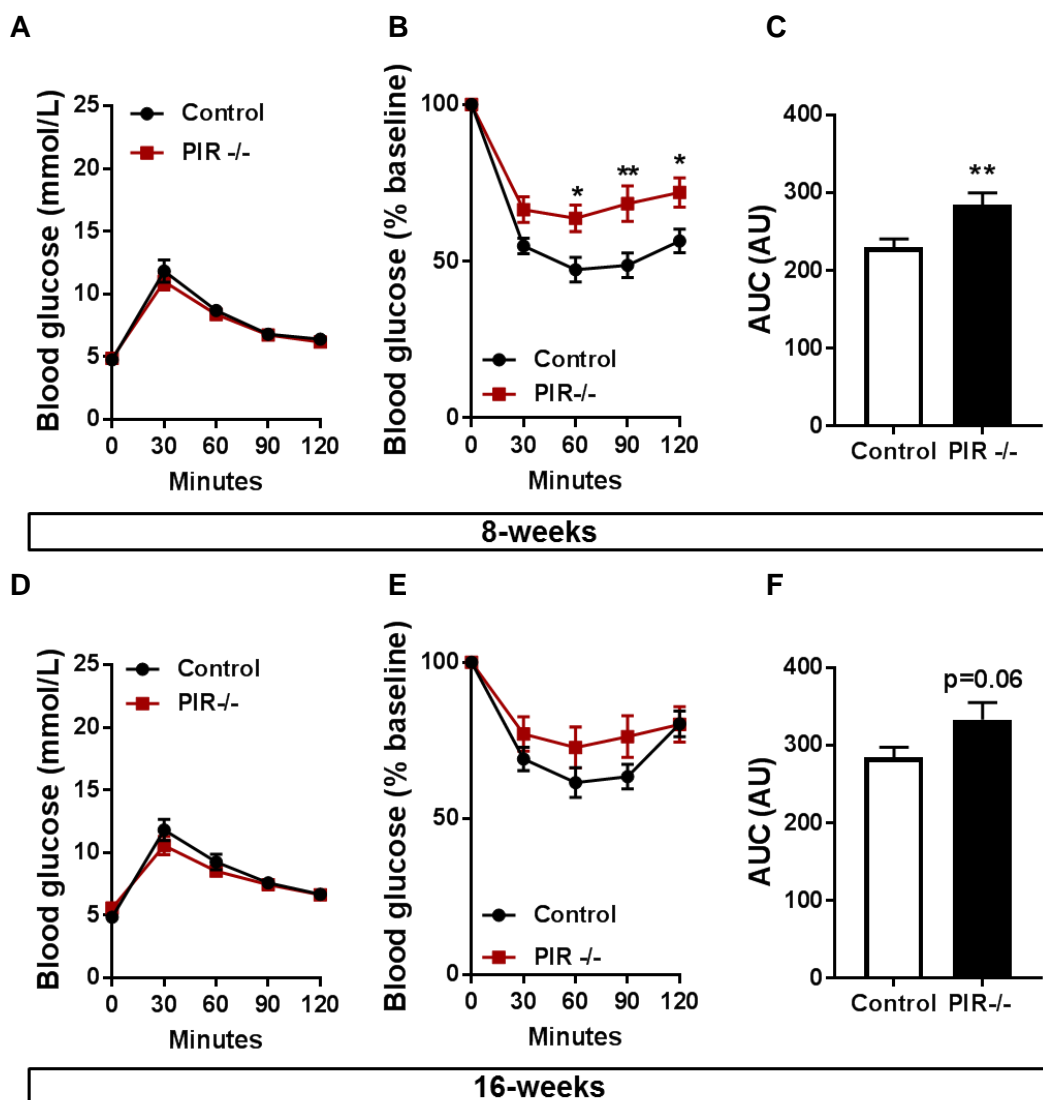 A
Blood glucose (mmol/L)
25
20
15
10
5
0
Control
PIR -/-
0 30 60 90 120
Minutes
B
Blood glucose (% baseline)
100
50
0
* ** *
Control
PIR-/-
0 30 60 90 120
Minutes
C
AUC (AU)
400
300
200
100
0
**
Control PIR -/-
8-weeks
D
Blood glucose (mmol/L)
25
20
15
10
5
0
Control
PIR-/-
0 30 60 90 120
Minutes
E
Blood glucose (% baseline)
100
50
0
Control
PIR -/-
0 30 60 90 120
Minutes
F
AUC (AU)
400
300
200
100
0
p=0.06
Control PIR-/-
16-weeks